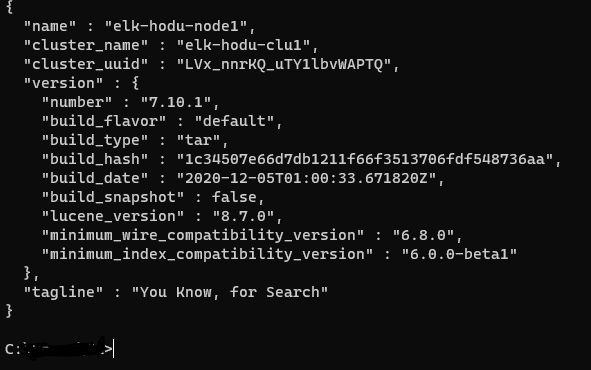 {
  "name" : "elk-hodu-node1",
  "cluster_name" : "elk-hodu-clu1",
  "cluster_uuid" : "LVx_nnrKQ_uTY1lbvWAPTQ",
  "version" : {
    "number" : "7.10.1",
    "build_flavor" : "default",
    "build_type" : "tar",
    "build_hash" : "1c34507e66d7db1211f66f3513706fdf548736aa",
    "build_date" : "2020-12-05T01:00:33.671820Z",
    "build_snapshot" : false,
    "lucene_version" : "8.7.0",
    "minimum_wire_compatibility_version" : "6.8.0",
    "minimum_index_compatibility_version" : "6.0.0-beta1"
  },
  "tagline" : "You Know, for Search"
}
C: >